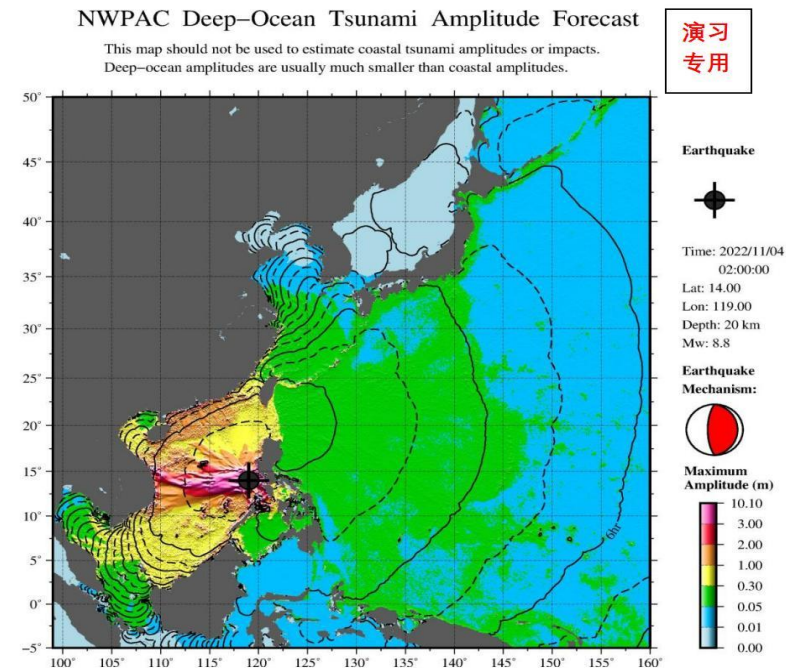 NWPAC Deep-Ocean Tsunami Amplitude Forecast
This map should not be used to estimate coastal tsunami amplitudes or impacts.
Deep-ocean amplitudes are usually much smaller than coastal amplitudes.
演习
专用
50°
45°
40°
35°
30°
25°
20°
15°
10°
5°
0°
-5°
100° 105° 110° 115° 120° 125° 130° 135° 140° 145° 150° 155° 160°
6hr
Earthquake
Time: 2022/11/04
02:00:00
Lat: 14.00
Lon: 119.00
Depth: 20 km
Mw: 8.8
Earthquake
Mechanism:
Maximum
Amplitude (m)
10.10
3.00
2.00
1.00
0.30
0.05
0.01
0.00